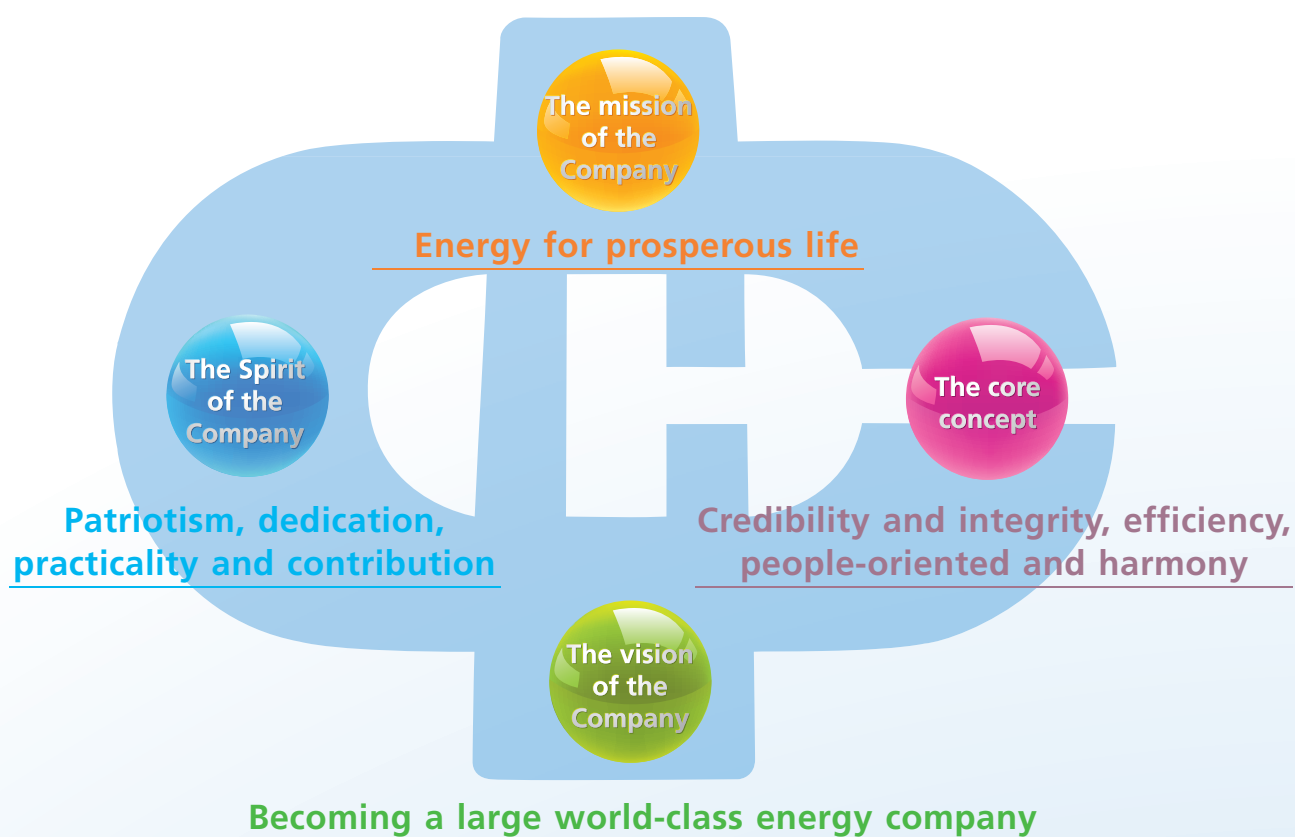 The mission
of the
Company
Energy for prosperous life
The Spirit
of the
Company
Patriotism, dedication,
practicality and contribution
The core
concept
Credibility and integrity, efficiency,
people-oriented and harmony
The vision
of the
Company
Becoming a large world-class energy company